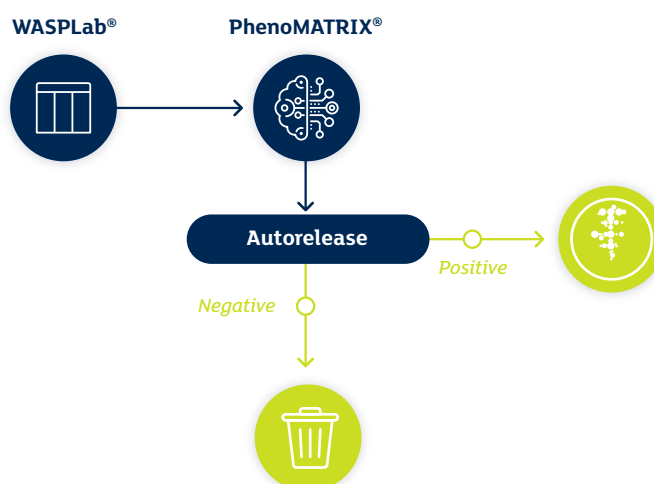 WASPLab®
PhenoMATRIX®
Autorelease
Positive
Negative